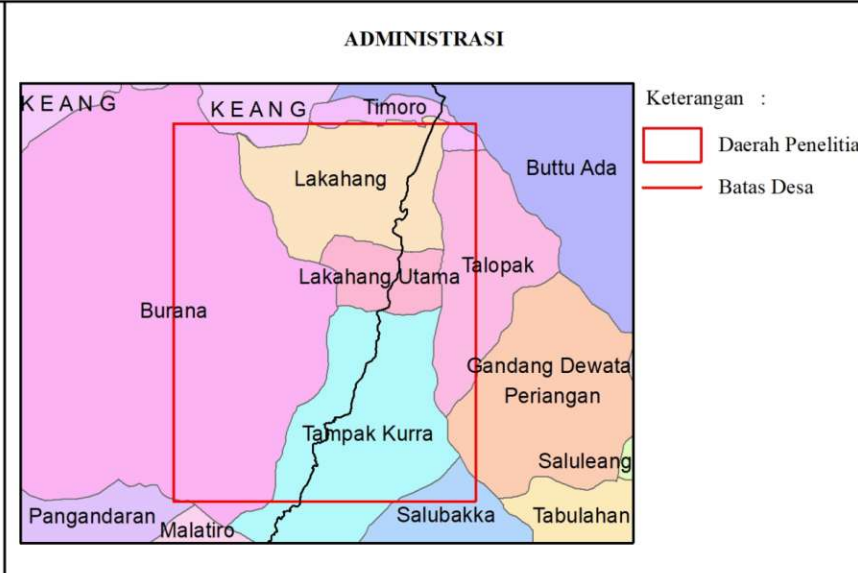 ADMINISTRASI
KEANG
KEANG
Timoro
Keterangan :
Daerah Penelitia
Buttu Ada
Lakahang
Batas Desa
Lakahang Utama
Talopak
Burana
Gandang Dewata
Periangan
Tampak Kurra
Saluleang
Pangandaran
Malatiro
Salubakka
Tabulahan